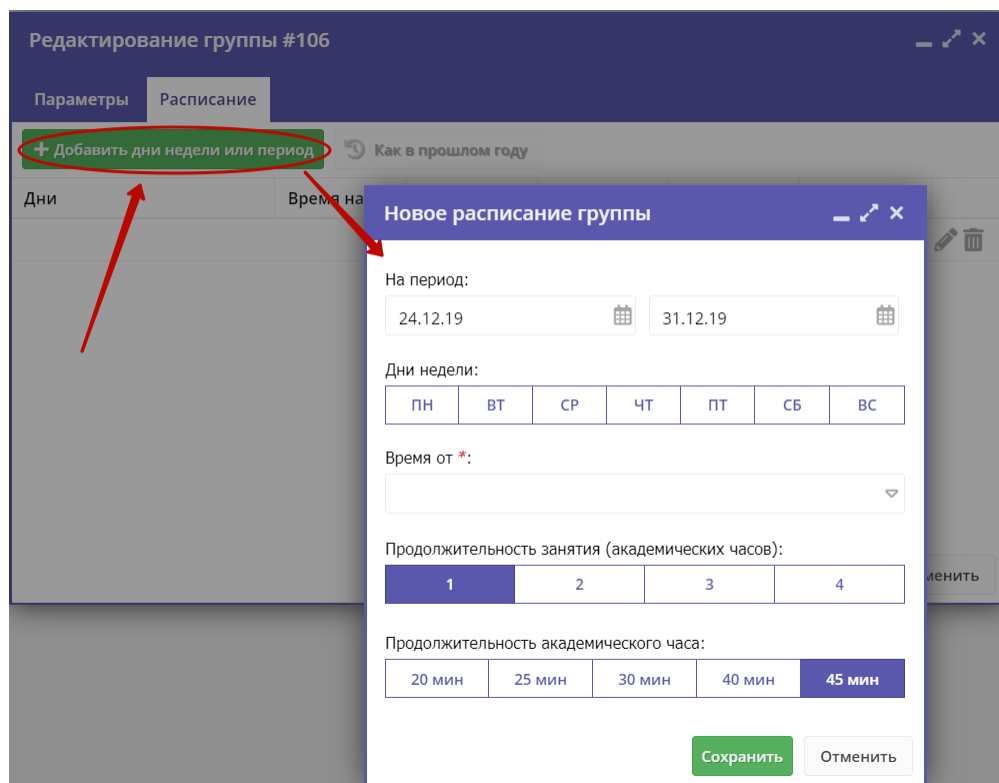 Редактирование группы #106
Параметры Расписание
+ Добавить дни недели или период Как в прошлом году
Дни Время на
Новое расписание группы
На период:
24.12.19 31.12.19
Дни недели:
ПН ВТ СР ЧТ ПТ СБ ВС
Время от *:
Продолжительность занятия (академических часов):
1 2 3 4
менить
Продолжительность академического часа:
20 мин 25 мин 30 мин 40 мин 45 мин
Сохранить Отменить